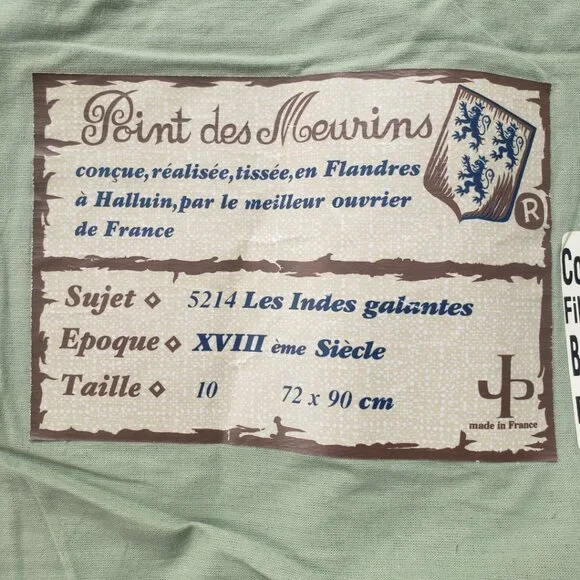 Point des Meurins
conçue,réalisée,tissée,en Flandres
à Halluin,par le meilleur ouvrier
de France
R
Sujet ◇ 5214 Les Indes galantes
Epoque ◇ XVIII ème Siècle
Taille ◇ 10 72 x 90 cm
JP
made in France